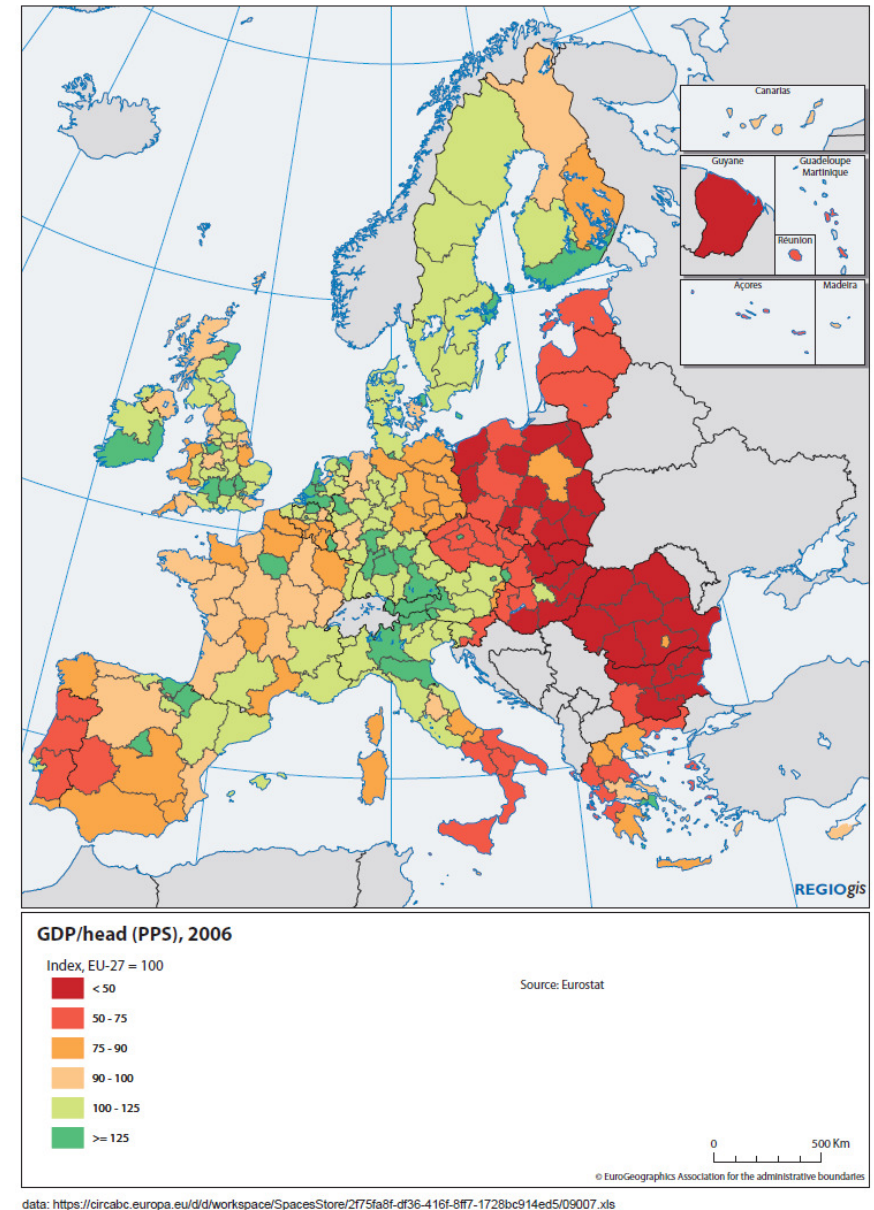 Canarias
Guyane
Guadeloupe
Martinique
Réunion
Açores
Madeira
REGIOgis
GDP/head (PPS), 2006
Index, EU-27 = 100
< 50
50 - 75
75 - 90
90 - 100
100 - 125
>= 125
Source: Eurostat
0 500 Km
© EuroGeographics Association for the administrative boundaries
data: https://circabc.europa.eu/d/d/workspace/SpacesStore/2f75fa8f-df36-416f-8ff7-1728bc914ed5/09007.xls